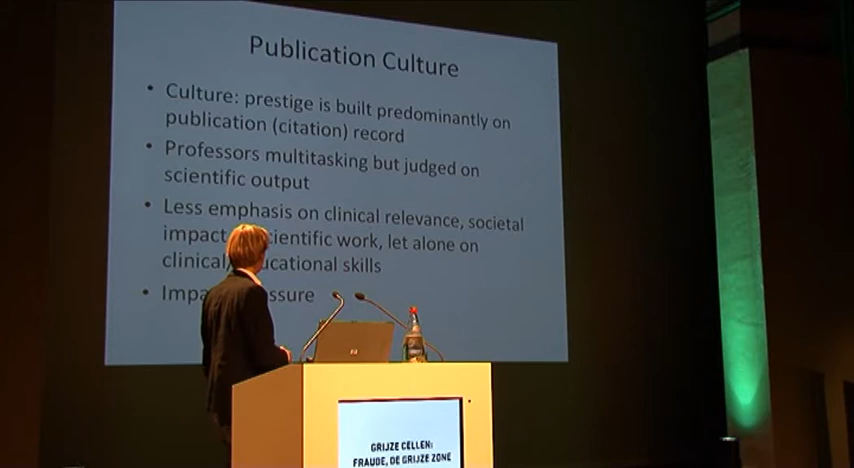 Publication Culture
• Culture: prestige is built predominantly on
publication (citation) record
• Professors multitasking but judged on
scientific output
• Less emphasis on clinical relevance, societal
impact scientific work, let alone on
clinical/ucational skills
• Impa ssure
GRIJZE CELLEN:
FRAUDE, DE GRIJZE ZONE